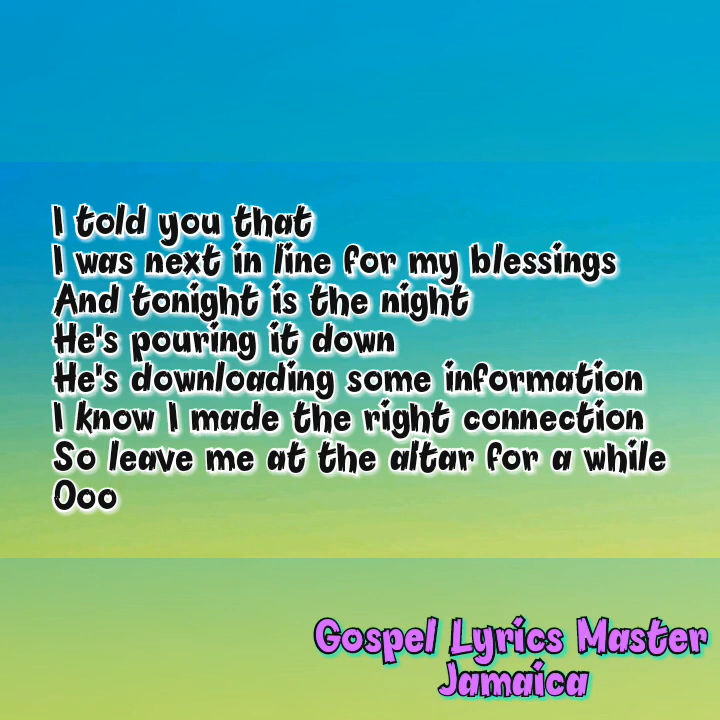 I told you that
I was next in line for my blessings
And tonight is the night
He's pouring it down
He's downloading some information
I know I made the right connection
So leave me at the altar for a while
Ooo
Gospel Lyrics Master
Jamaica